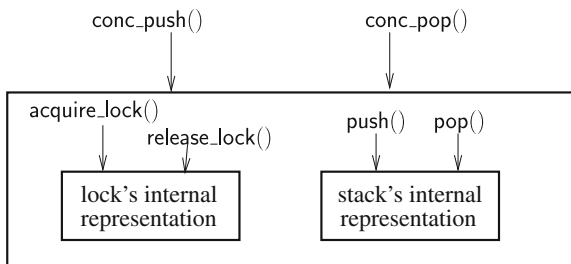 conc_push() conc_pop()
acquire_lock()
release_lock()
push() pop()
lock's internal
representation
stack's internal
representation